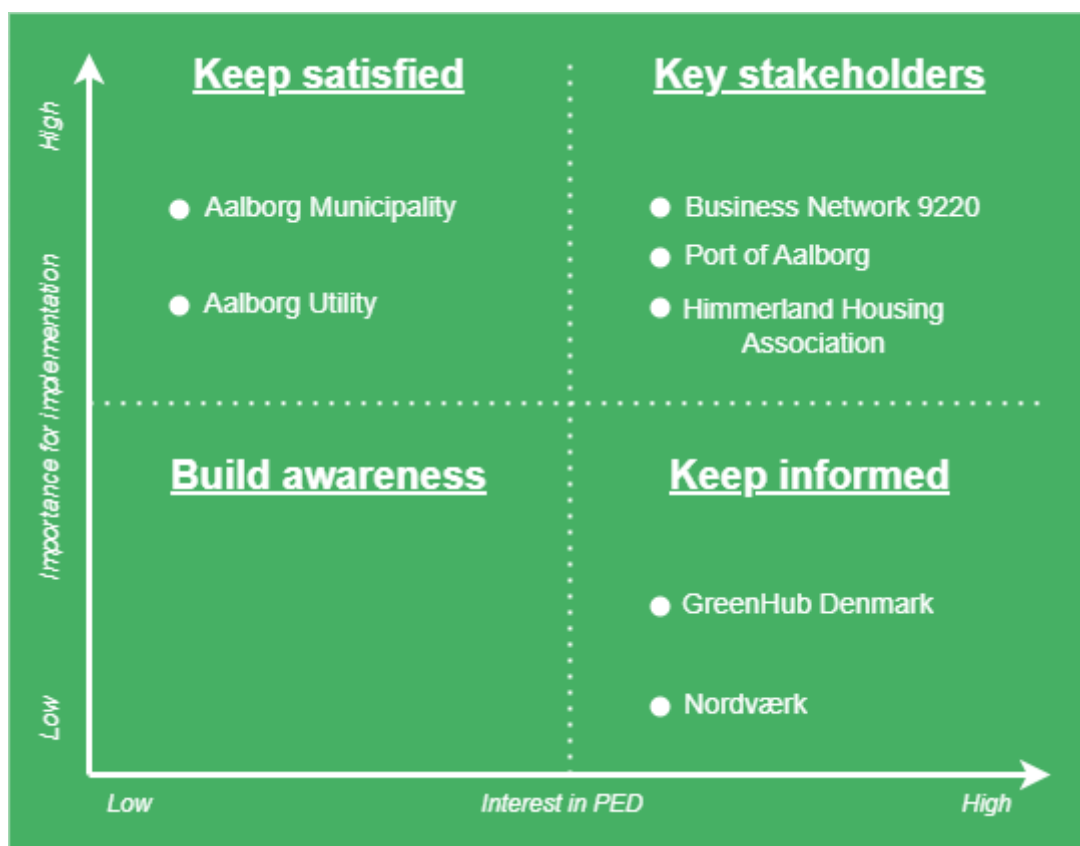 Keep satisfied
Key stakeholders
High
Aalborg Municipality
Business Network 9220
Port of Aalborg
Aalborg Utility
Himmerland Housing
Association
Importance for implementation
Build awareness
Keep informed
GreenHub Denmark
Nordværk
Low
Low
Interest in PED
High